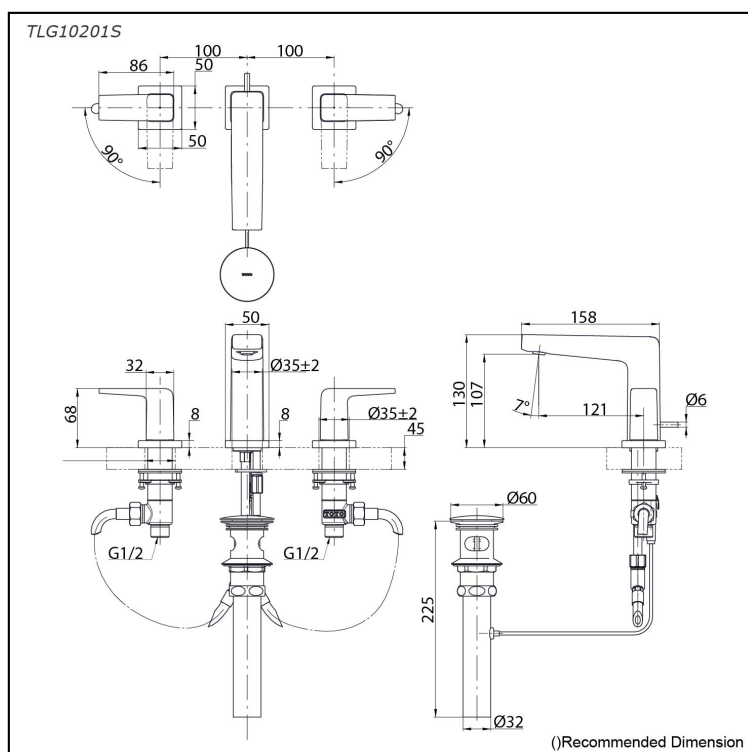 TLG10201S
100 100
86 50
50
90° 90°
50 158
32 Ø35±2
68 8 8 Ø35±2 45
130 107 7° 121 Ø6
Ø60
G1/2 TOTO G1/2
225
Ø32
()Recommended Dimension